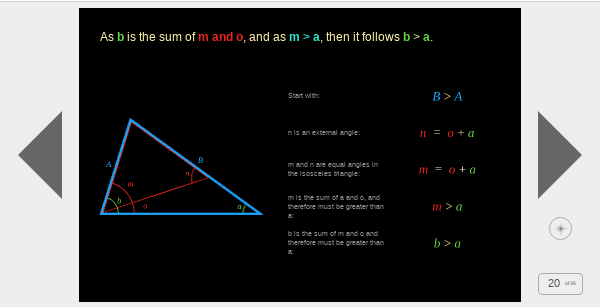 As b is the sum of m and o, and as m > a, then it follows b > a.
Start with:
B > A
n is an external angle:
n = o + a
m and n are equal angles in
the isosceles triangle:
m = o + a
m is the sum of a and o, and
therefore must be greater than
a:
m > a
b is the sum of m and o and
therefore must be greater than
a:
b > a
A
B
m
n
b
o
a
20 of 36